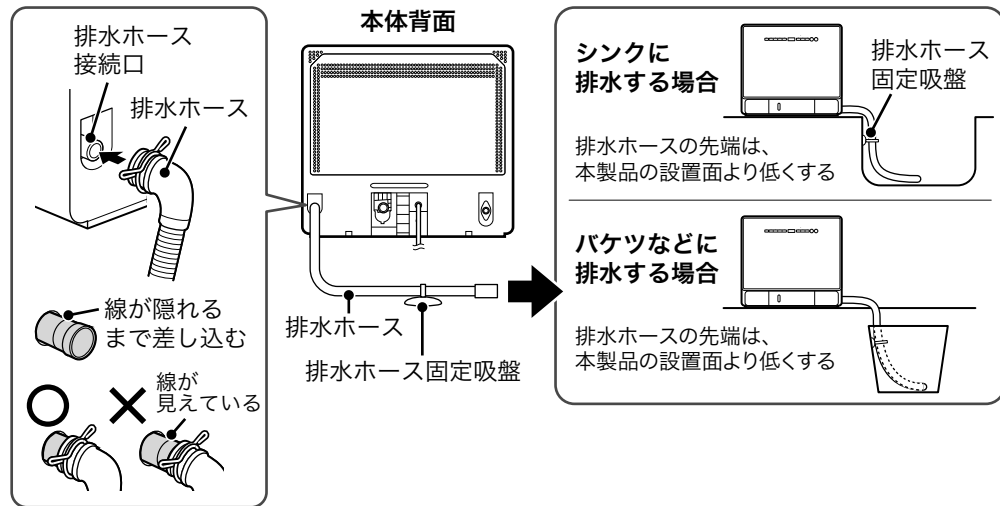 排水ホース
接続口
排水ホース
線が隠れる
まで差し込む
線が
見えている
本体背面
排水ホース
排水ホース固定吸盤
シンクに
排水する場合
排水ホース
固定吸盤
排水ホースの先端は、
本製品の設置面より低くする
バケツなどに
排水する場合
排水ホースの先端は、
本製品の設置面より低くする